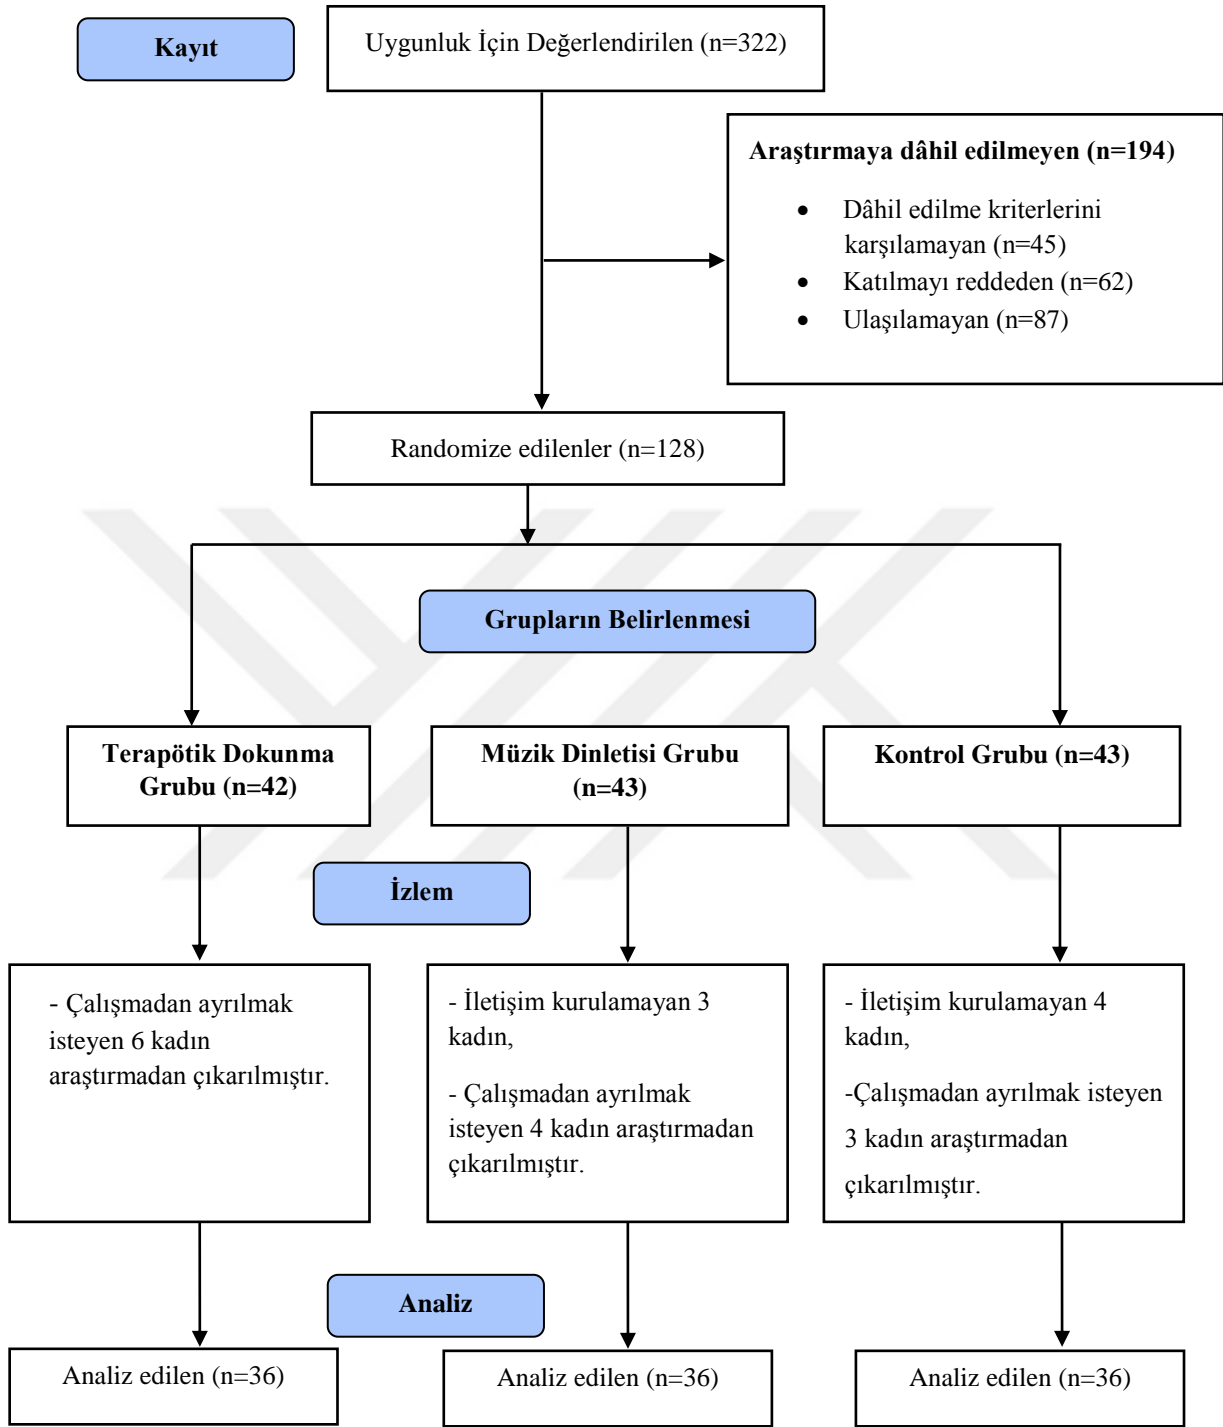 Kayıt
Uygunluk İçin Değerlendirilen (n=322)
Araştırmaya dâhil edilmeyen (n=194)
• Dâhil edilme kriterlerini
karşılamayan (n=45)
• Katılmayı reddeden (n=62)
• Ulaşılamayan (n=87)
Randomize edilenler (n=128)
Grupların Belirlenmesi
Terapötik Dokunma
Grubu (n=42)
Müzik Dinletisi Grubu
(n=43)
Kontrol Grubu (n=43)
İzlem
- Çalışmadan ayrılmak
isteyen 6 kadın
araştırmadan çıkarılmıştır.
- İletişim kurulamayan 3
kadın,
- Çalışmadan ayrılmak
isteyen 4 kadın araştırmadan
çıkarılmıştır.
- İletişim kurulamayan 4
kadın,
-Çalışmadan ayrılmak isteyen
3 kadın araştırmadan
çıkarılmıştır.
Analiz
Analiz edilen (n=36)
Analiz edilen (n=36)
Analiz edilen (n=36)